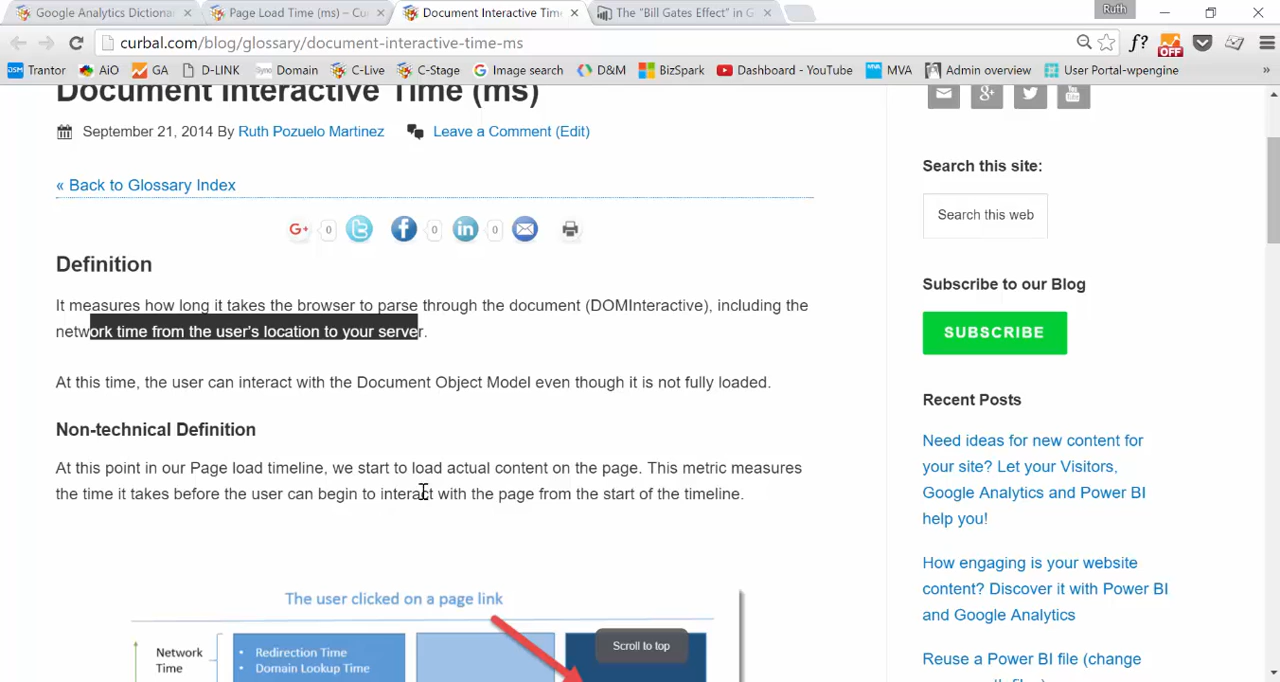 Google Analytics Dictiona
Page Load Time (ms) – Cu
Document Interactive Tim
The "Bill Gates Effect" in G
Ruth
curbal.com/blog/glossary/document-interactive-time-ms
f?
OFF
Trantor
AiO
GA
D-LINK
Domain
C-Live
C-Stage
Image search
D&M
BizSpark
Dashboard - YouTube
MVA
Admin overview
User Portal-wpengine
»
Document Interactive Time (ms)
September 21, 2014 By Ruth Pozuelo Martinez
Leave a Comment (Edit)
« Back to Glossary Index
G+ 0
0
in 0
Definition
It measures how long it takes the browser to parse through the document (DOMInteractive), including the
network time from the user's location to your server.
At this time, the user can interact with the Document Object Model even though it is not fully loaded.
Non-technical Definition
At this point in our Page load timeline, we start to load actual content on the page. This metric measures
the time it takes before the user can begin to interact with the page from the start of the timeline.
The user clicked on a page link
Network
Time
• Redirection Time
• Domain Lookup Time
Scroll to top
Search this site:
Search this web
Subscribe to our Blog
SUBSCRIBE
Recent Posts
Need ideas for new content for
your site? Let your Visitors,
Google Analytics and Power BI
help you!
How engaging is your website
content? Discover it with Power BI
and Google Analytics
Reuse a Power BI file (change